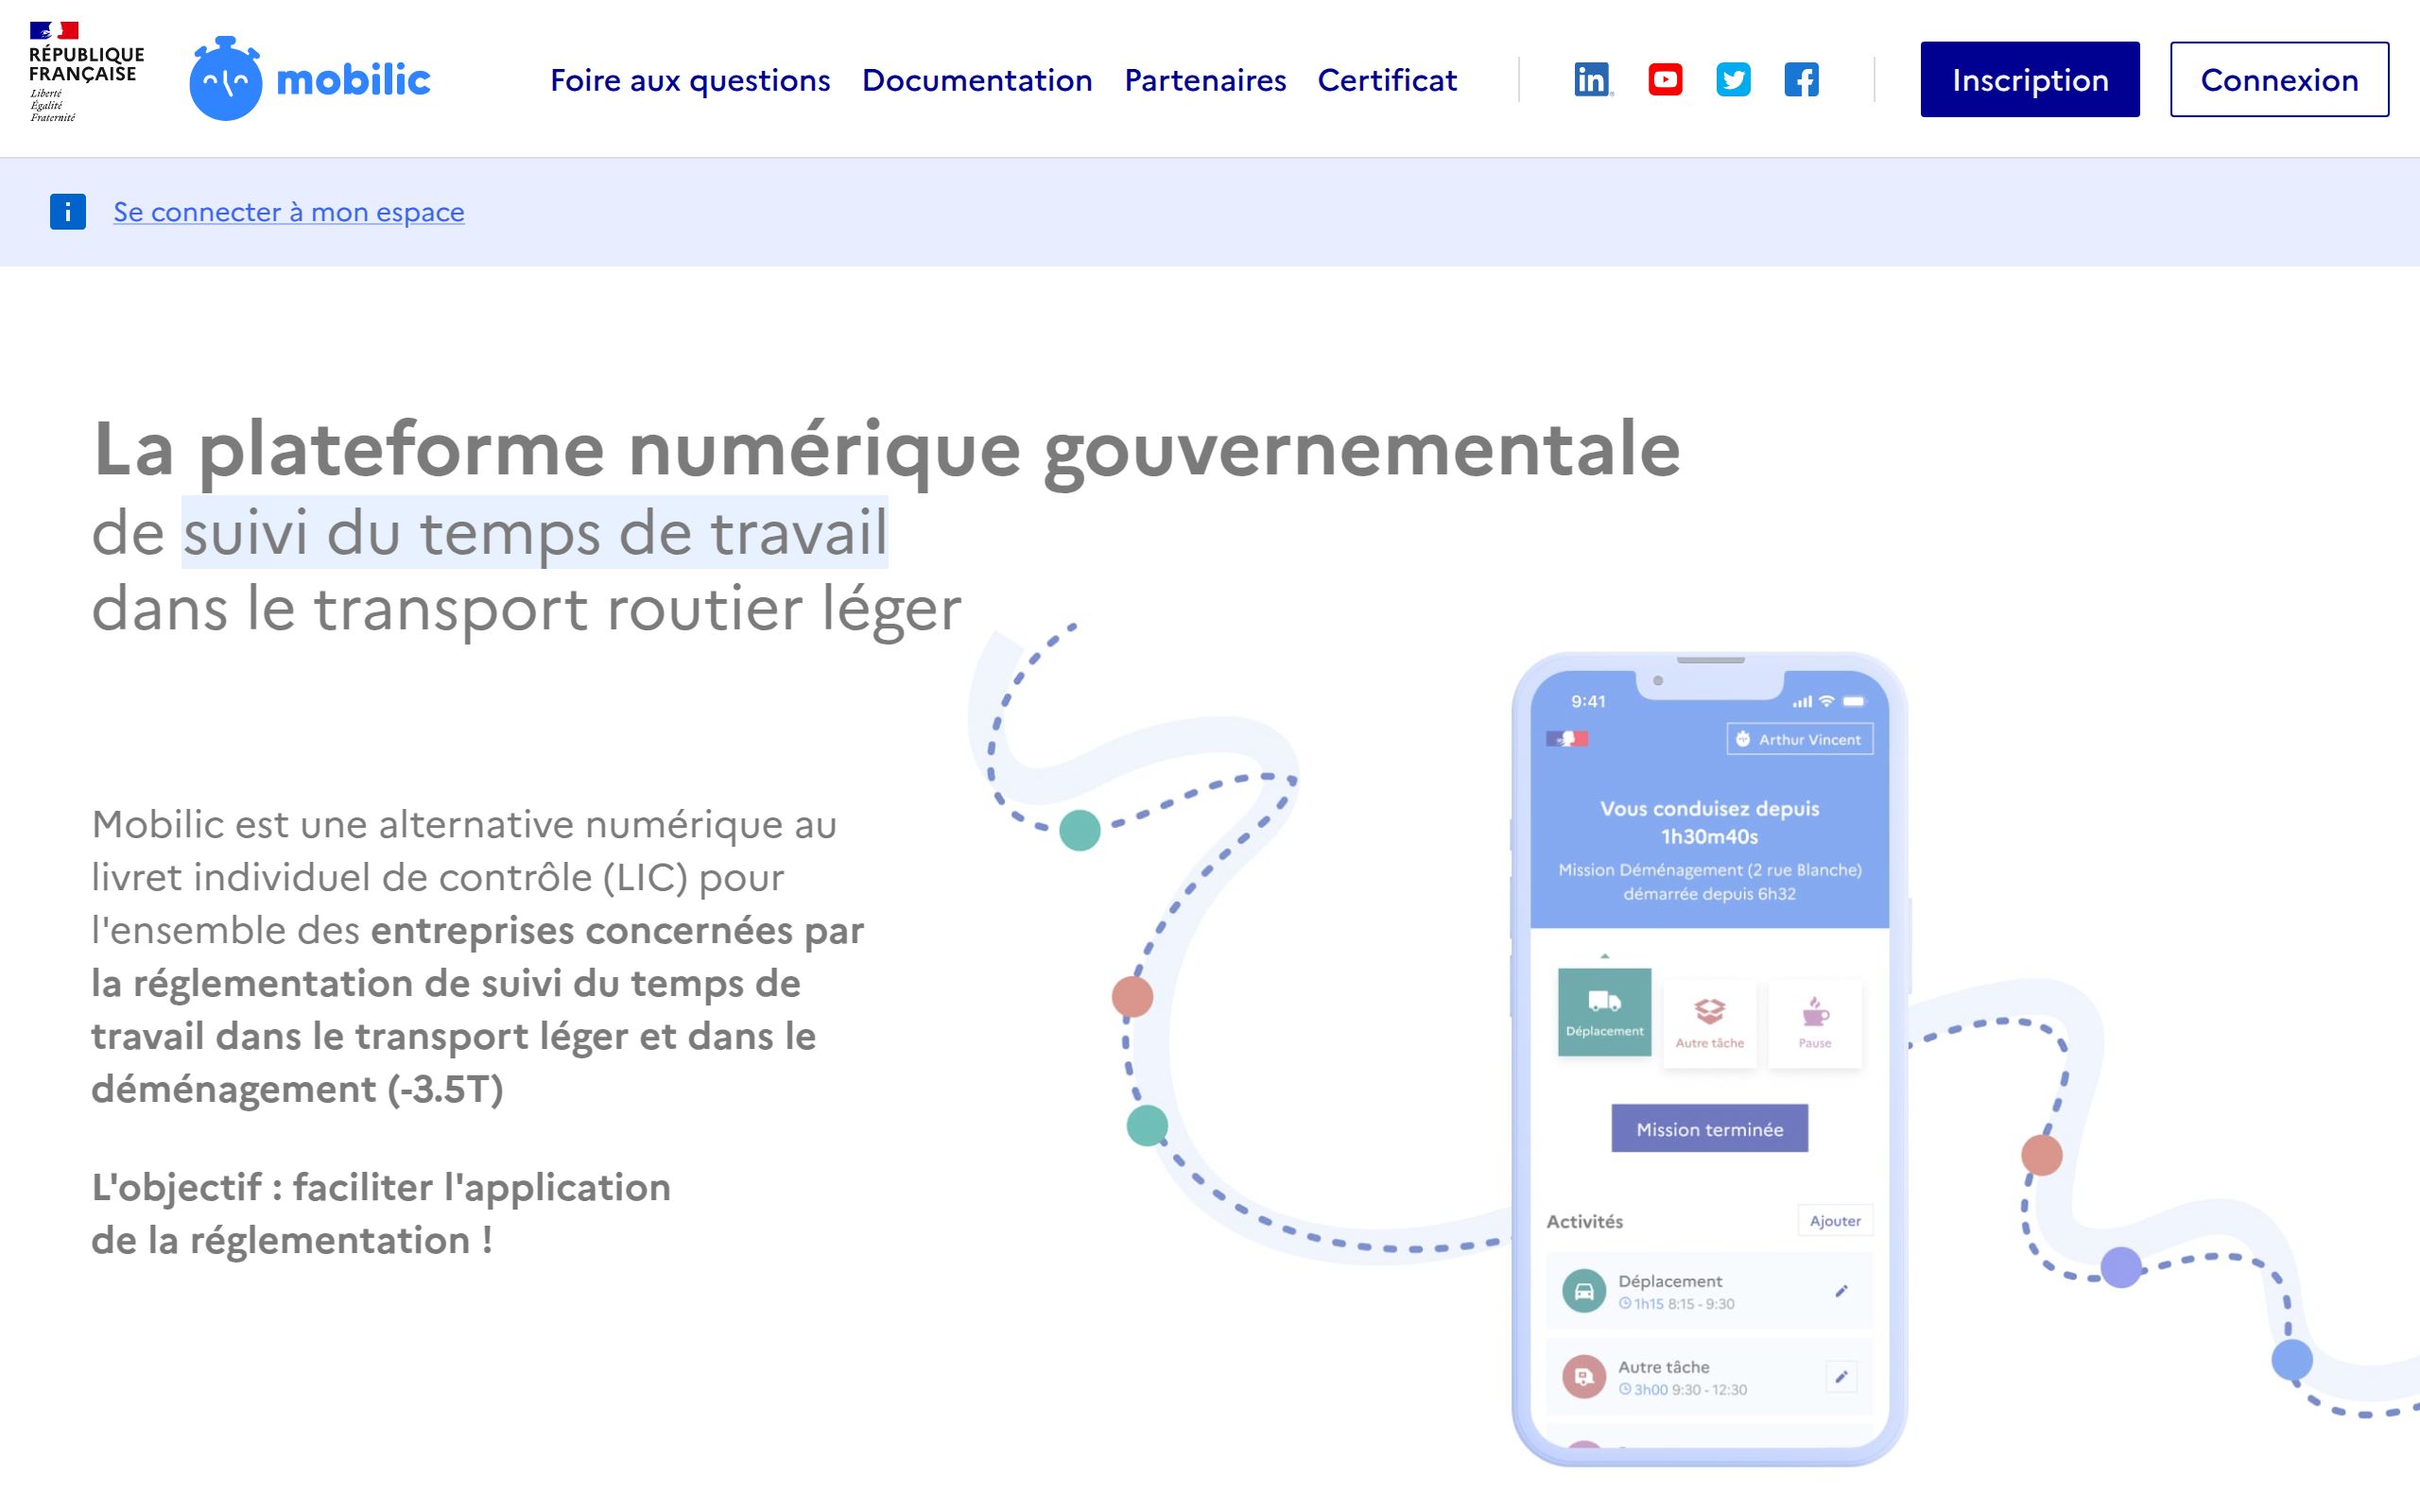 RÉPUBLIQUE
FRANÇAISE
Liberté
Égalité
Fraternité
mobilic
Foire aux questions
Documentation
Partenaires
Certificat
in
Inscription
Connexion
i
Se connecter à mon espace
La plateforme numérique gouvernementale
de suivi du temps de travail
dans le transport routier léger
Mobilic est une alternative numérique au
livret individuel de contrôle (LIC) pour
l'ensemble des entreprises concernées par
la réglementation de suivi du temps de
travail dans le transport léger et dans le
déménagement (-3.5T)
L'objectif : faciliter l'application
de la réglementation !
9:41
Arthur Vincent
Vous conduisez depuis
1h30m40s
Mission Déménagement (2 rue Blanche)
démarrée depuis 6h32
Déplacement
Autre tâche
Pause
Mission terminée
Activités
Ajouter
Déplacement
1h15 8:15 - 9:30
Autre tâche
3h00 9:30 - 12:30